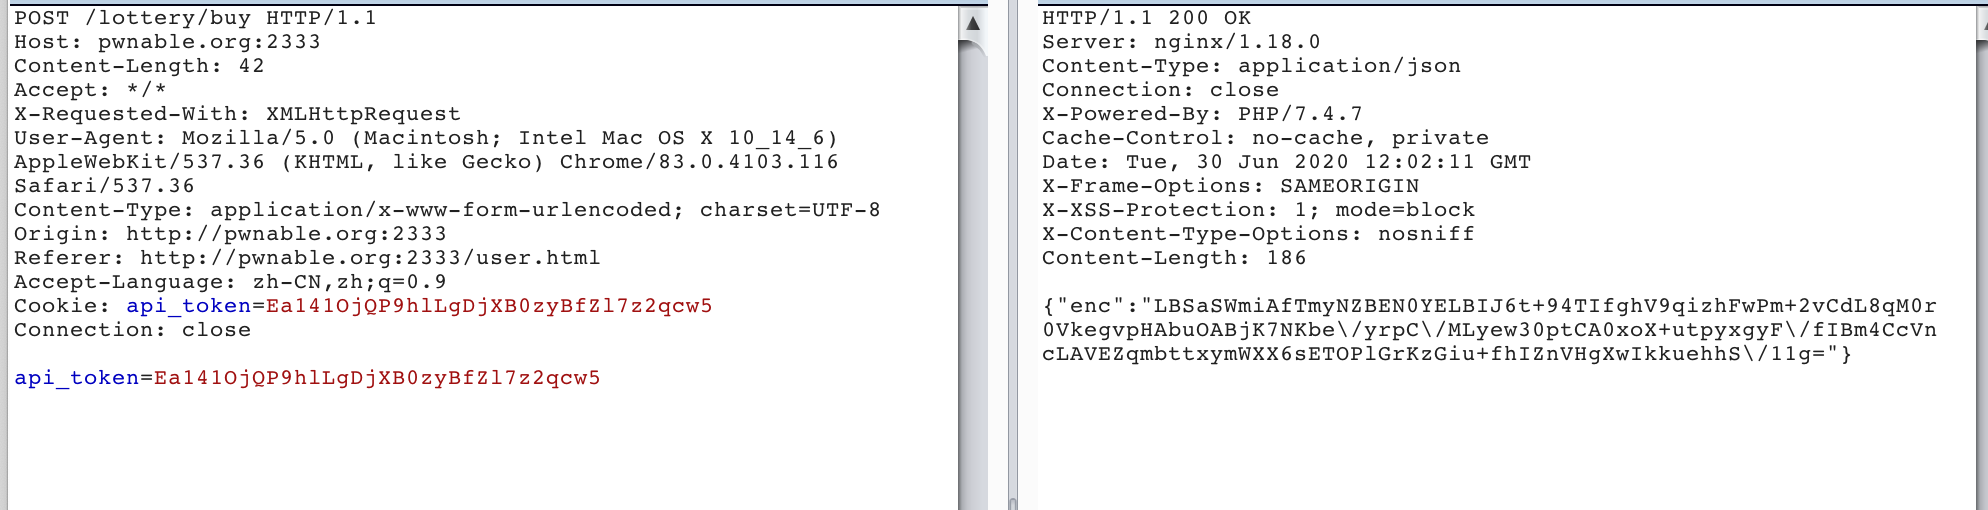 POST /lottery/buy HTTP/1.1
Host: pwnable.org:2333
Content-Length: 42
Accept: */*
X-Requested-With: XMLHttpRequest
User-Agent: Mozilla/5.0 (Macintosh; Intel Mac OS X 10_14_6)
AppleWebKit/537.36 (KHTML, like Gecko) Chrome/83.0.4103.116
Safari/537.36
Content-Type: application/x-www-form-urlencoded; charset=UTF-8
Origin: http://pwnable.org:2333
Referer: http://pwnable.org:2333/user.html
Accept-Language: zh-CN,zh;q=0.9
Cookie: api_token=Ea141OjQP9hlLgDjXB0zyBfZl7z2qcw5
Connection: close
api_token=Ea141OjQP9hlLgDjXB0zyBfZl7z2qcw5
HTTP/1.1 200 OK
Server: nginx/1.18.0
Content-Type: application/json
Connection: close
X-Powered-By: PHP/7.4.7
Cache-Control: no-cache, private
Date: Tue, 30 Jun 2020 12:02:11 GMT
X-Frame-Options: SAMEORIGIN
X-XSS-Protection: 1; mode=block
X-Content-Type-Options: nosniff
Content-Length: 186
{"enc":"LBSaSWmiAfTmyNZBEN0YELBIJ6t+94TIfghV9qizhFwPm+2vCdL8qM0r
0VkegvpHAbuOABjK7NKbe\/yrpC\/MLyew30ptCA0xoX+utpyxgyF\/fIBm4CcVn
cLAVEZqmbttxymWXX6sETOPlGrKzGiu+fhIZnVHgXwIkkuehhS\/11g="}